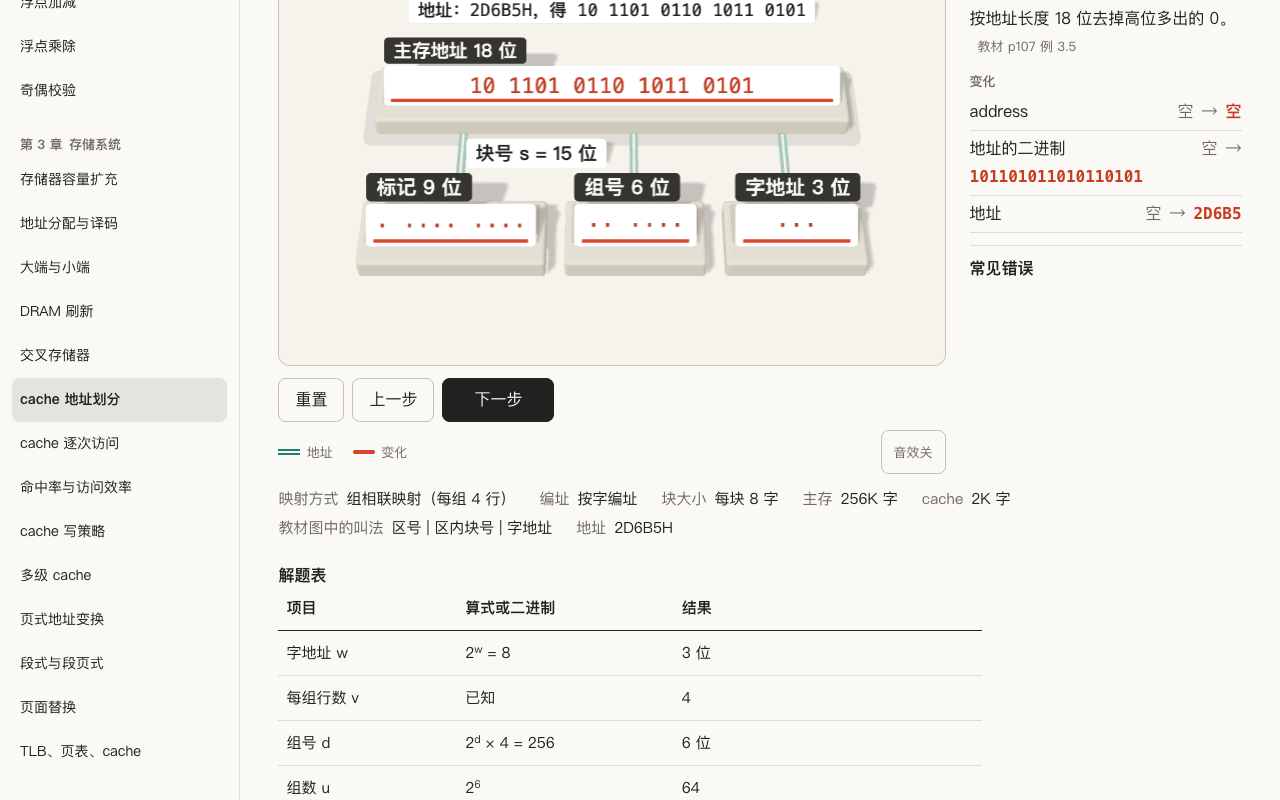 浮点加减
浮点乘除
奇偶校验
第 3 章 存储系统
存储器容量扩充
地址分配与译码
大端与小端
DRAM 刷新
交叉存储器
cache 地址划分
cache 逐次访问
命中率与访问效率
cache 写策略
多级 cache
页式地址变换
段式与段页式
页面替换
TLB、页表、cache
地址：2D6B5H，得 10 1101 0110 1011 0101
主存地址 18 位
10 1101 0110 1011 0101
块号 s = 15 位
标记 9 位
组号 6 位
字地址 3 位
· ···· ····
·· ····
···
重置
上一步
下一步
地址
变化
音效关
映射方式 组相联映射（每组 4 行） 编址 按字编址 块大小 每块 8 字 主存 256K 字 cache 2K 字
教材图中的叫法 区号 | 区内块号 | 字地址 地址 2D6B5H
解题表
项目 算式或二进制 结果
字地址 w 2ʷ = 8 3 位
每组行数 v 已知 4
组号 d 2ᵈ × 4 = 256 6 位
组数 u 2⁶ 64
按地址长度 18 位去掉高位多出的 0。
教材 p107 例 3.5
变化
address 空 → 空
地址的二进制 空 →
101101011010110101
地址 空 → 2D6B5
常见错误